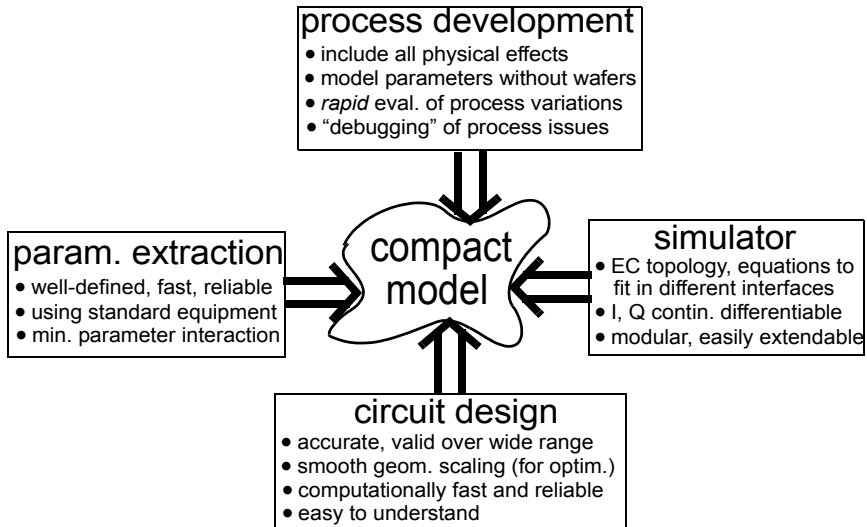 process development
• include all physical effects
• model parameters without wafers
• rapid eval. of process variations
• “debugging” of process issues
param. extraction
• well-defined, fast, reliable
• using standard equipment
• min. parameter interaction
compact
model
simulator
• EC topology, equations to
fit in different interfaces
• I, Q contin. differentiable
• modular, easily extendable
circuit design
• accurate, valid over wide range
• smooth geom. scaling (for optim.)
• computationally fast and reliable
• easy to understand